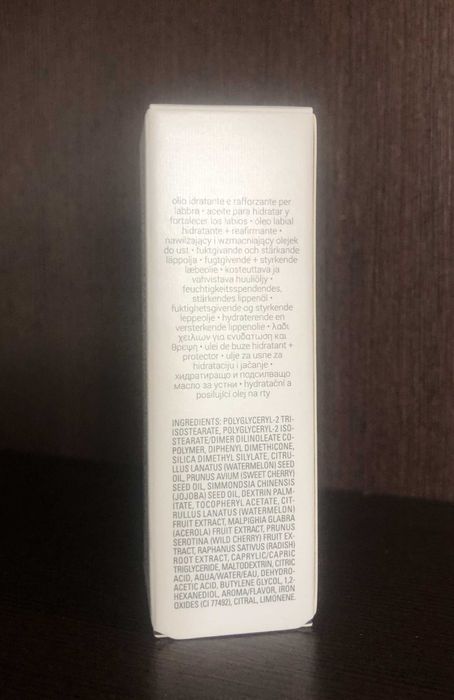 olio idratante e rafforzante per
labbra • aceite para hidratar y
fortalecer los labios • óleo labial
hidratante + reafirmante •
nawilżający i wzmacniający olejek
do ust • fuktgivande och stärkande
läppolja • fugtgivende + styrkende
læbeolie • kosteuttava ja
vahvistava huuliöljy •
feuchtigkeitsspendendes,
stärkendes lippenöl •
fuktighetsgivende og styrkende
leppeolje • hydraterende en
versterkende lippenolie • λάδι
χειλιών για ενυδάτωση και
θρέψη • ulei de buze hidratant +
protector • ulje za usne za
hidrataciju i jačanje •
хидратиращо и подсилващо
масло за устни • hydratační a
posilující olej na rty
INGREDIENTS: POLYGLYCERYL-2 TRI-
ISOSTEARATE, POLYGLYCERYL-2 ISO-
STEARATE/DIMER DILINOLEATE CO-
POLYMER, DIPHENYL DIMETHICONE,
SILICA DIMETHYL SILYLATE, CITRU-
LLUS LANATUS (WATERMELON) SEED
OIL, PRUNUS AVIUM (SWEET CHERRY)
SEED OIL, SIMMONDSIA CHINENSIS
(JOJOBA) SEED OIL, DEXTRIN PALM-
ITATE, TOCOPHERYL ACETATE, CIT-
RULLUS LANATUS (WATERMELON)
FRUIT EXTRACT, MALPIGHIA GLABRA
(ACEROLA) FRUIT EXTRACT, PRUNUS
SEROTINA (WILD CHERRY) FRUIT EX-
TRACT, RAPHANUS SATIVUS (RADISH)
ROOT EXTRACT, CAPRYLIC/CAPRIC
TRIGLYCERIDE, MALTODEXTRIN, CITRIC
ACID, AQUA/WATER/EAU, DEHYDRO-
ACETIC ACID, BUTYLENE GLYCOL, 1,2-
HEXANEDIOL, AROMA/FLAVOR, IRON
OXIDES (CI 77492), CITRAL, LIMONENE.